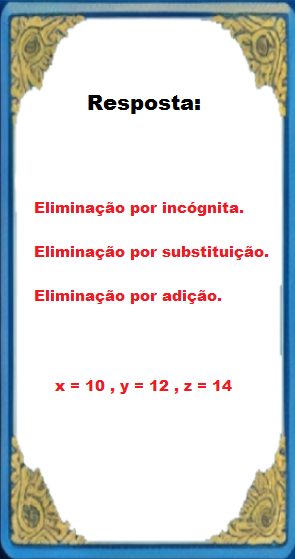 Resposta:
Eliminação por incógnita.
Eliminação por substituição.
Eliminação por adição.
x = 10 , y = 12 , z = 14